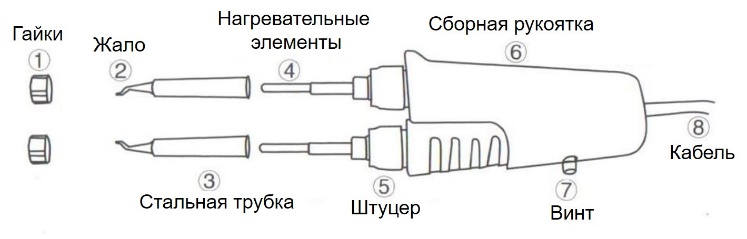 Гайки
①
Жало
②
Нагревательные
элементы
④
Сборная рукоятка
⑥
③
Стальная трубка
⑤
Штуцер
⑦
Винт
⑧
Кабель